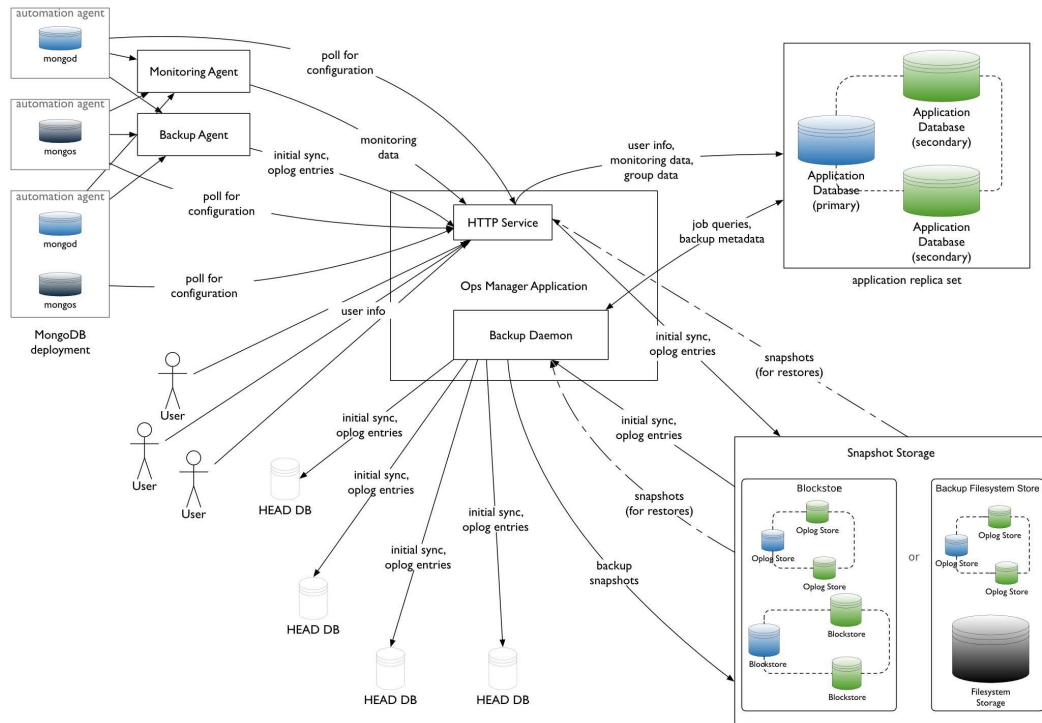 automation agent
mongod
automation agent
mongos
automation agent
mongod
mongos
MongoDB
deployment
Monitoring Agent
Backup Agent
poll for
configuration
monitoring
data
initial sync,
oplog entries
poll for
configuration
poll for
configuration
user info
User
User
User
HTTP Service
Ops Manager Application
Backup Daemon
user info,
monitoring data,
group data
job queries,
backup metadata
Application
Database
(primary)
Application
Database
(secondary)
Application
Database
(secondary)
application replica set
initial sync,
oplog entries
snapshots
(for restores)
initial sync,
oplog entries
HEAD DB
initial sync,
oplog entries
HEAD DB
initial sync,
oplog entries
HEAD DB
initial sync,
oplog entries
HEAD DB
initial sync,
oplog entries
snapshots
(for restores)
backup
snapshots
Snapshot Storage
Blockstoe
Oplog Store
Oplog Store
Oplog Store
Blockstore
Blockstore
Blockstore
or
Backup Filesystem Store
Oplog Store
Oplog Store
Oplog Store
Filesystem
Storage